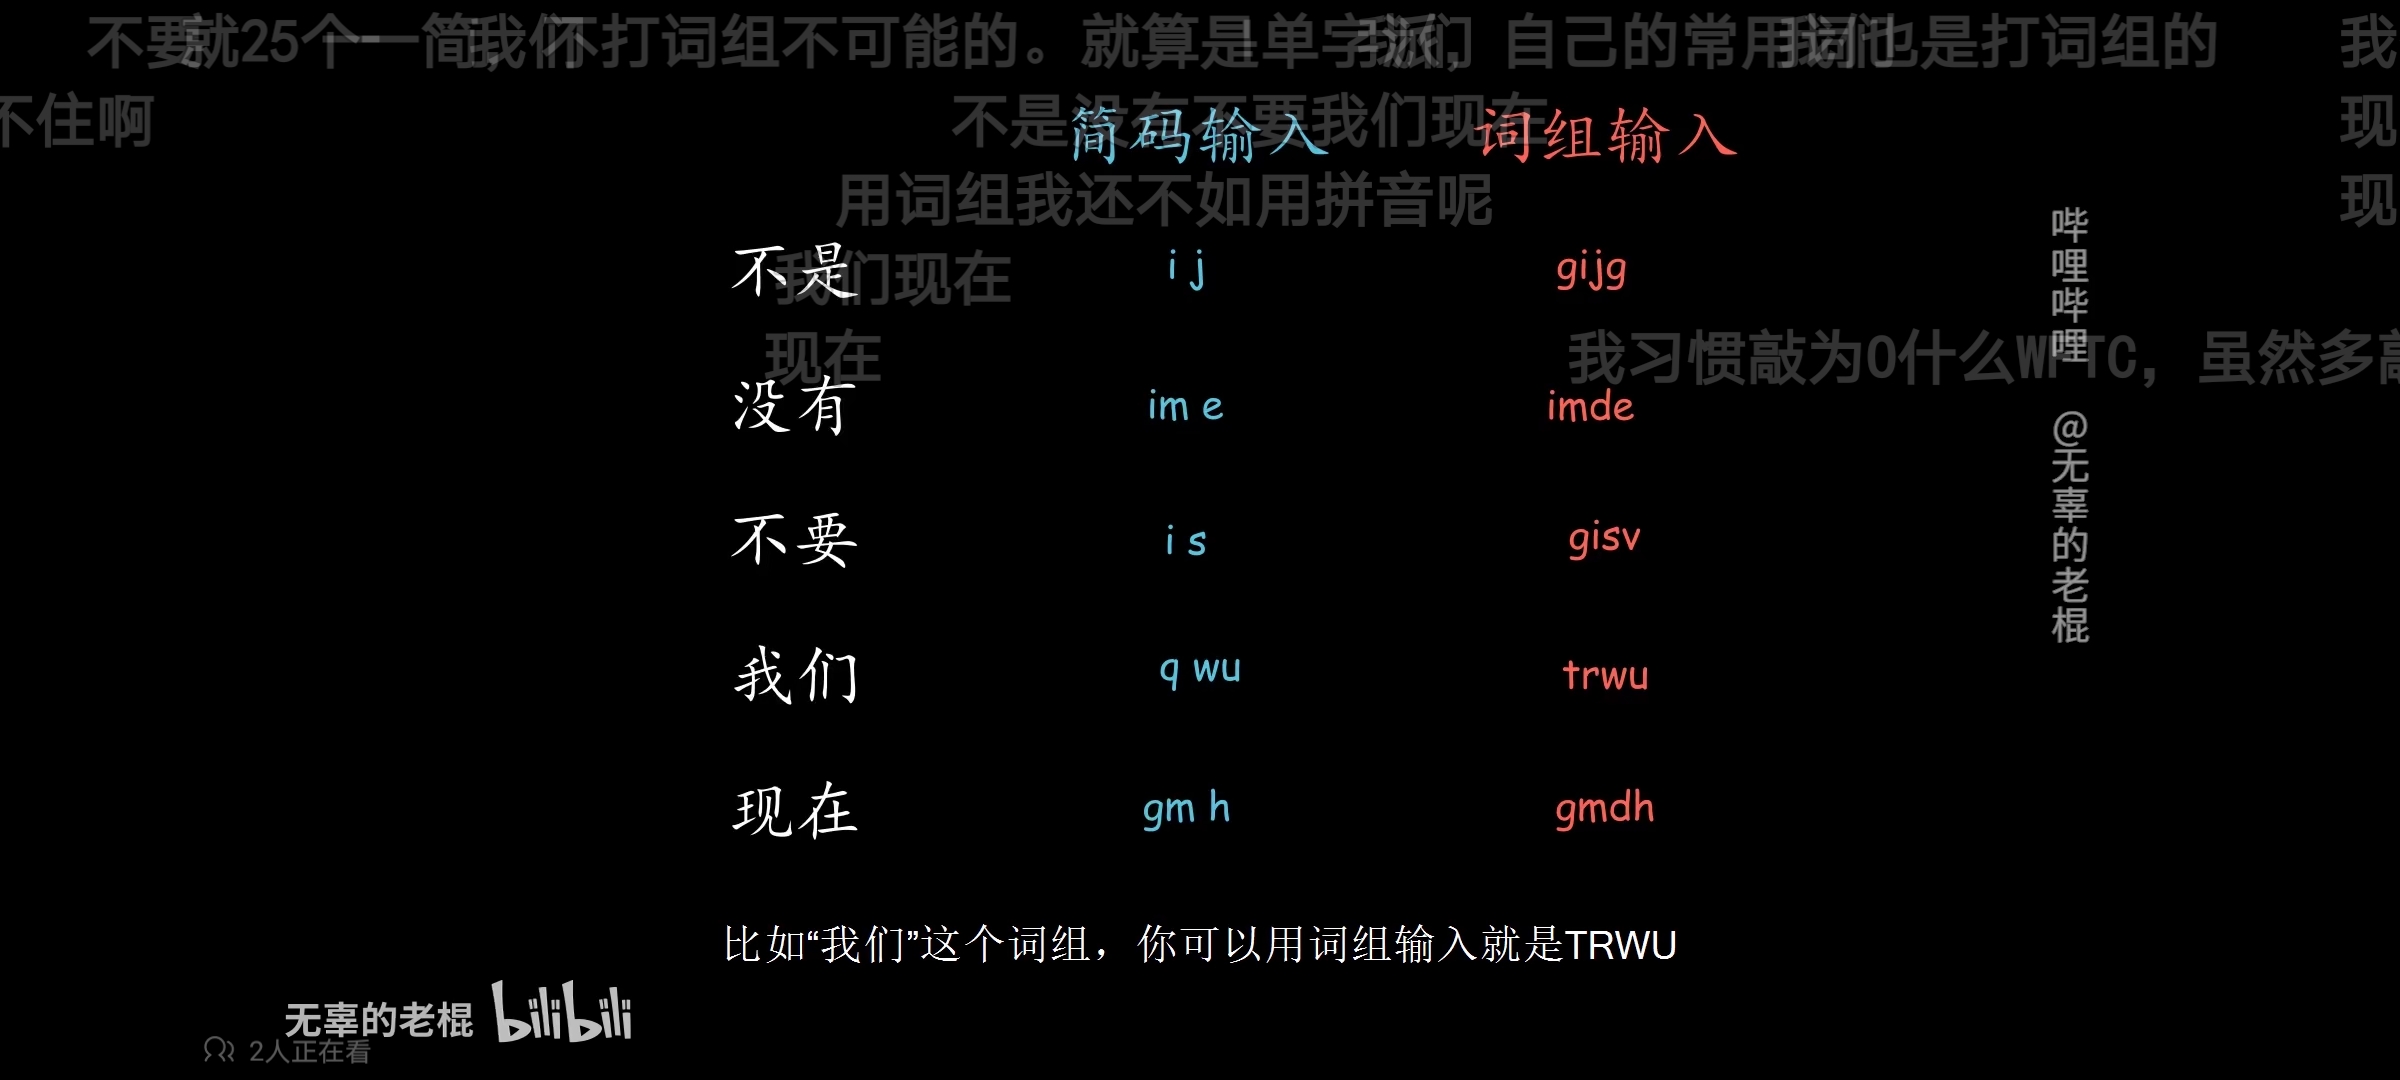 不要就25个一简，我们不打词组不可能的。就算是单字派，自己的常用词也是打词组的
不住啊
不是没有不要我们现在
简码输入 词组输入
用词组我还不如用拼音呢
不是 i j gijg
我们现在
现在
我习惯敲为O什么WFTC，虽然多敲
没有 im e imde
不要 i s gisv
我们 q wu trwu
现在 gm h gmdh
比如“我们”这个词组，你可以用词组输入就是TRWU
哔哩哔哩 @无辜的老棍
无辜的老棍 bilibili
2人正在看
我
现
现